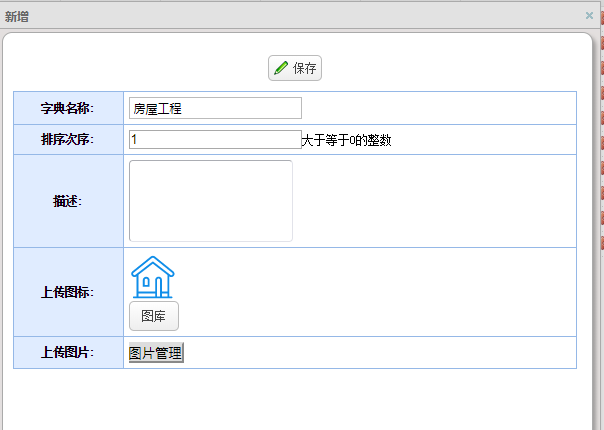 新增
保存
字典名称: 房屋工程
排序次序: 1 大于等于0的整数
描述:
上传图标:
图库
上传图片: 图片管理